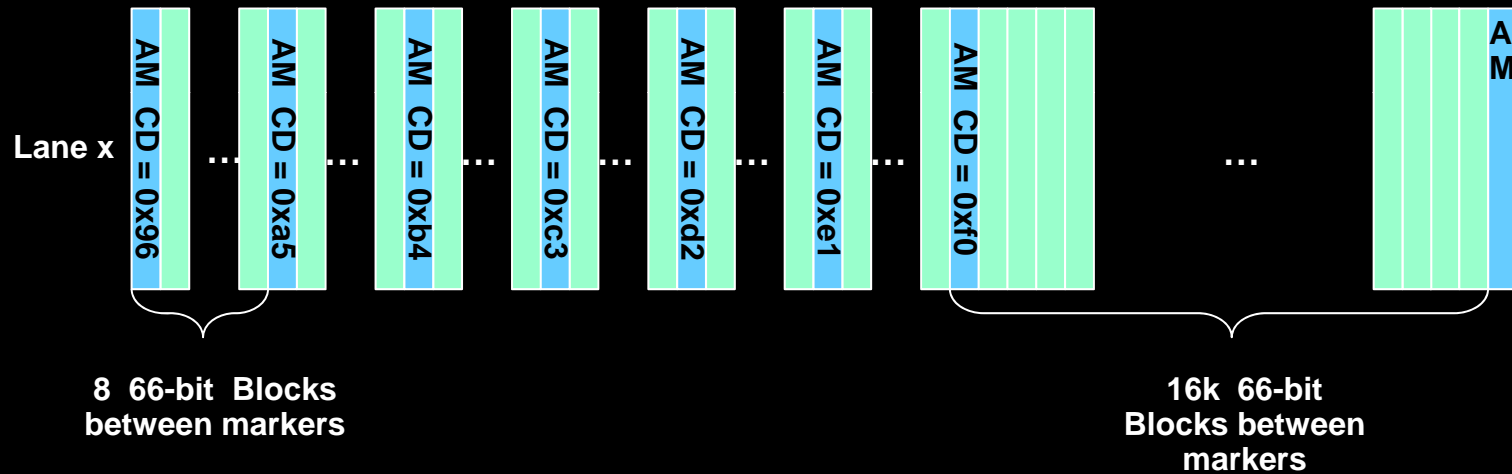 AM CD = 0x96
AM CD = 0xa5
AM CD = 0xb4
AM CD = 0xc3
AM CD = 0xd2
AM CD = 0xe1
AM CD = 0xf0
A
M
Lane x
...
...
...
...
...
...
...
8 66-bit Blocks
between markers
16k 66-bit
Blocks between
markers